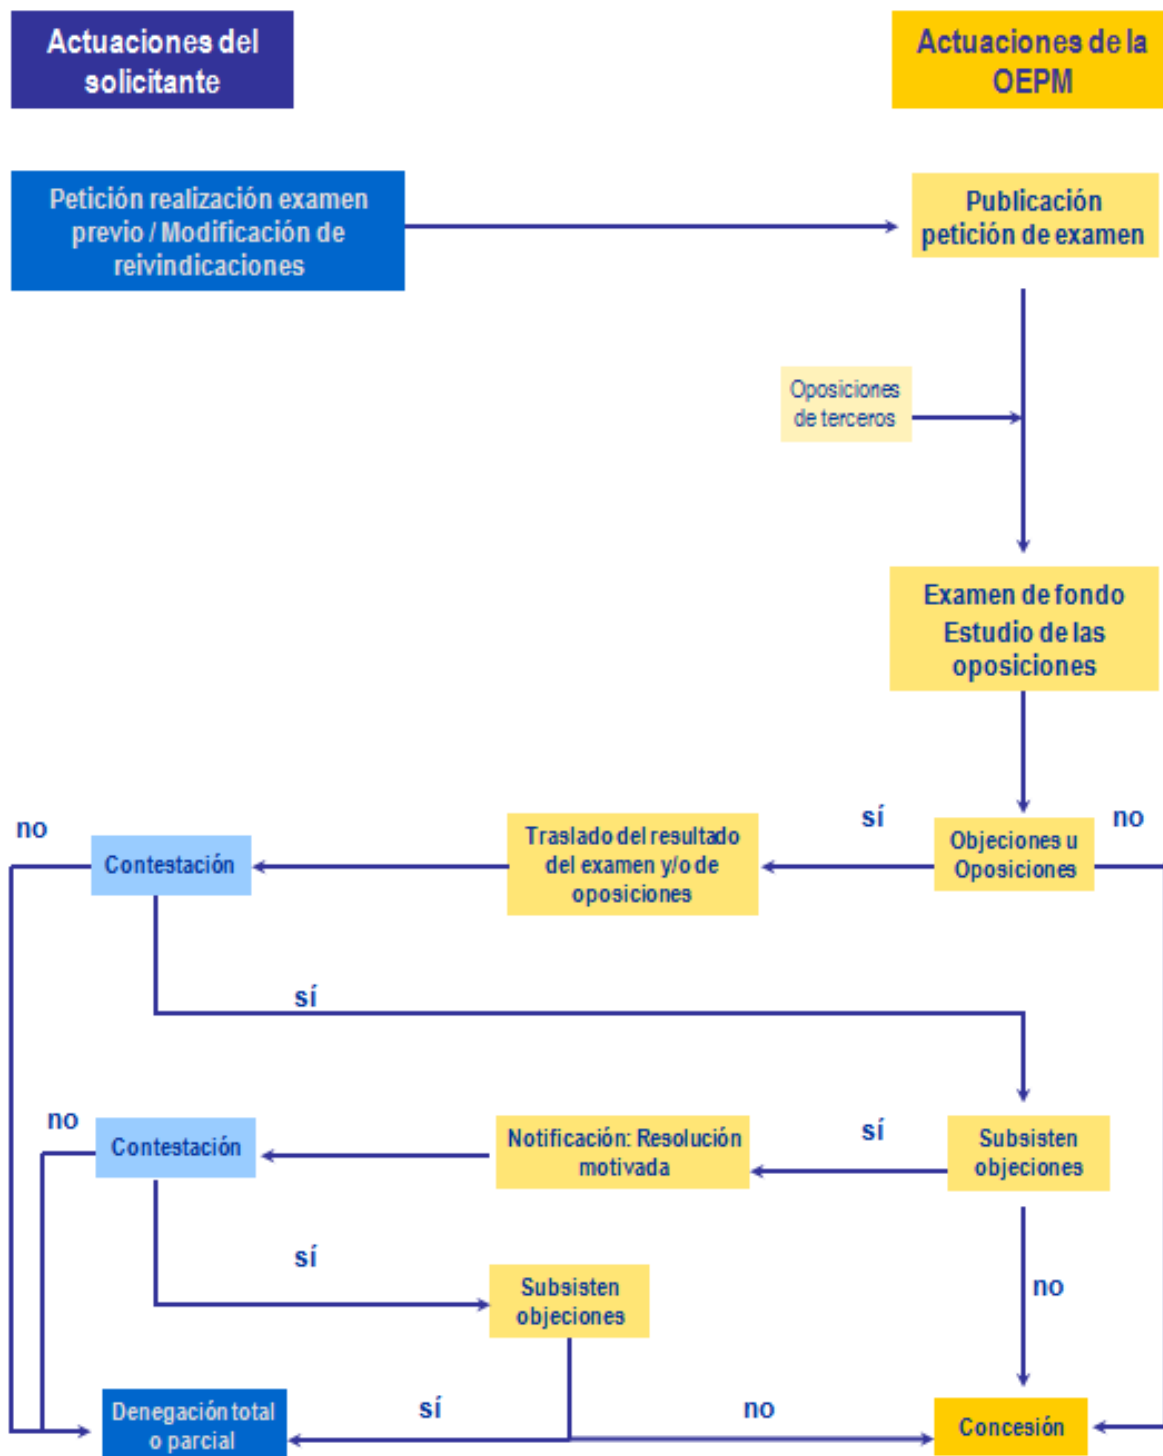 Actuaciones del
solicitante
Actuaciones de la
OEPM
Petición realización examen
previo / Modificación de
reivindicaciones
Publicación
petición de examen
Oposiciones
de terceros
Examen de fondo
Estudio de las
oposiciones
no
Contestación
Traslado del resultado
del examen y/o de
oposiciones
sí
Objeciones u
Oposiciones
no
sí
no
Contestación
Notificación: Resolución
motivada
sí
Subsisten
objeciones
sí
Subsisten
objeciones
no
Denegación total
o parcial
sí
no
Concesión